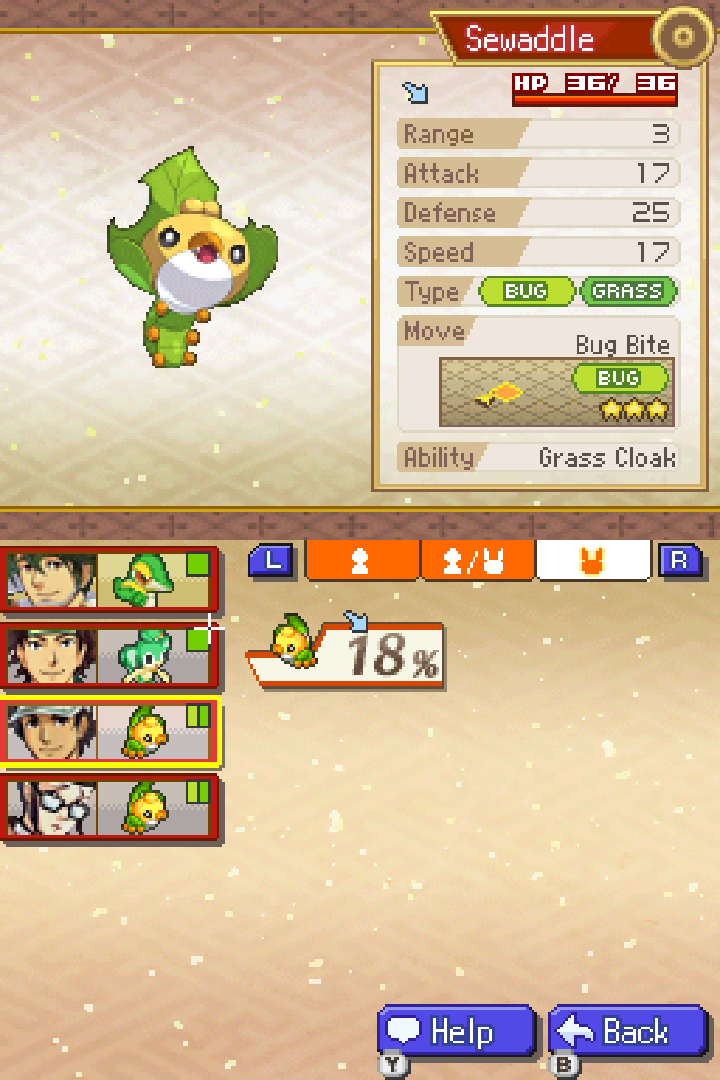 Sewaddle
HP 36/ 36
Range 3
Attack 17
Defense 25
Speed 17
Type BUG GRASS
Move
Bug Bite
BUG
Ability Grass Cloak
L / R
18%
Help Back
Y B